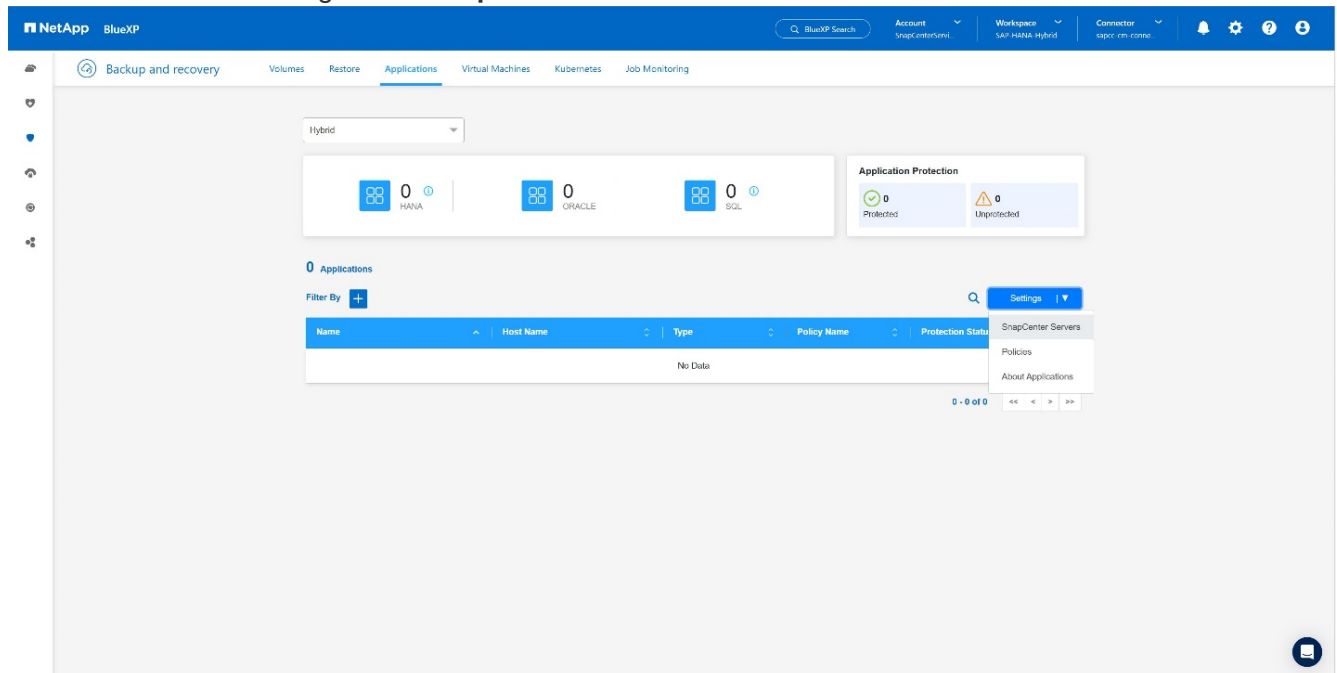 NetApp BlueXP
BlueXP Search
Account
SnapCenterServi...
Workspace
SAP-HANA-Hybrid
Connector
sapcc-cm-conne...
Backup and recovery
Volumes Restore Applications Virtual Machines Kubernetes Job Monitoring
Hybrid
0
HANA
0
ORACLE
0
SQL
Application Protection
0
Protected
0
Unprotected
0 Applications
Filter By
Settings
SnapCenter Servers
Policies
About Applications
Name Host Name Type Policy Name Protection Statu
No Data
0 - 0 of 0 << < > >>